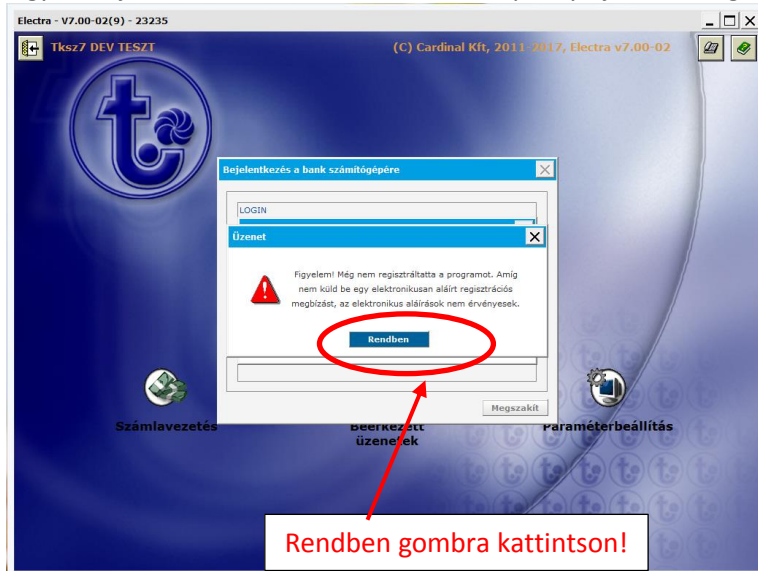 Electra - V7.00-02(9) - 23235
Tksz7 DEV TESZT
(C) Cardinal Kft, 2011-2017, Electra v7.00-02
Bejelentkezés a bank számítógépére
LOGIN
Üzenet
Figyelem! Még nem regisztráltatta a programot. Amíg
nem küld be egy elektronikusan aláírt regisztrációs
megbízást, az elektronikus aláírások nem érvényesek.
Rendben
Megszakít
Számlavezetés
Beérkezett
üzenetek
Paraméterbeállítás
Rendben gombra kattintson!